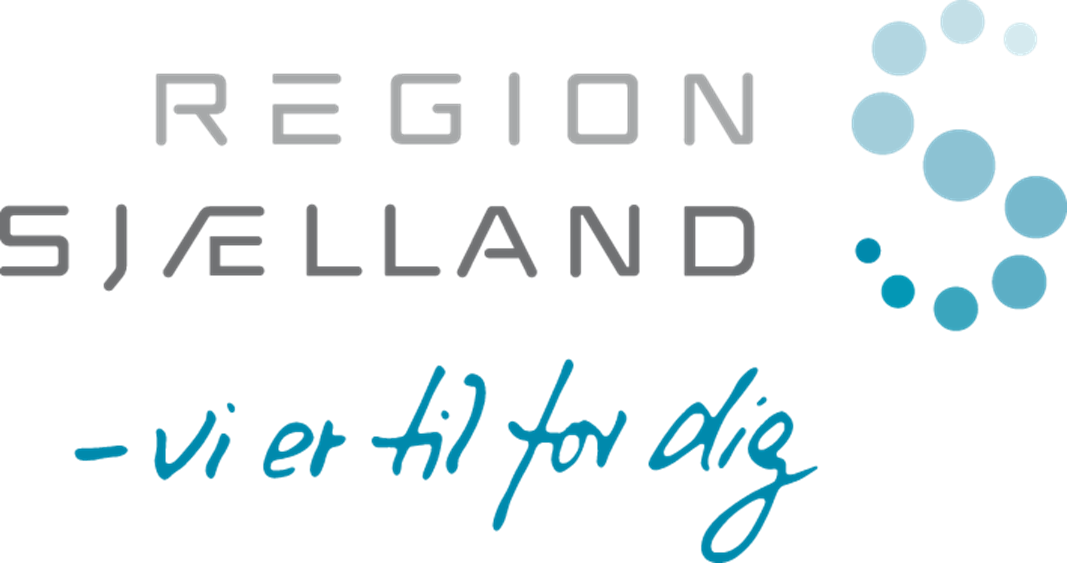 REGION
SJÆLLAND
- vi er til for dig